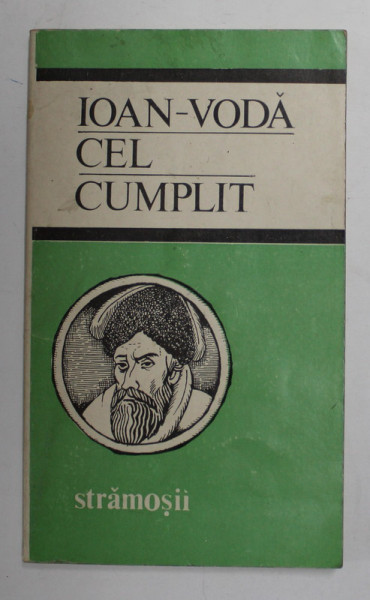 IOAN-VODĂ
CEL
CUMPLIT
strămoșii